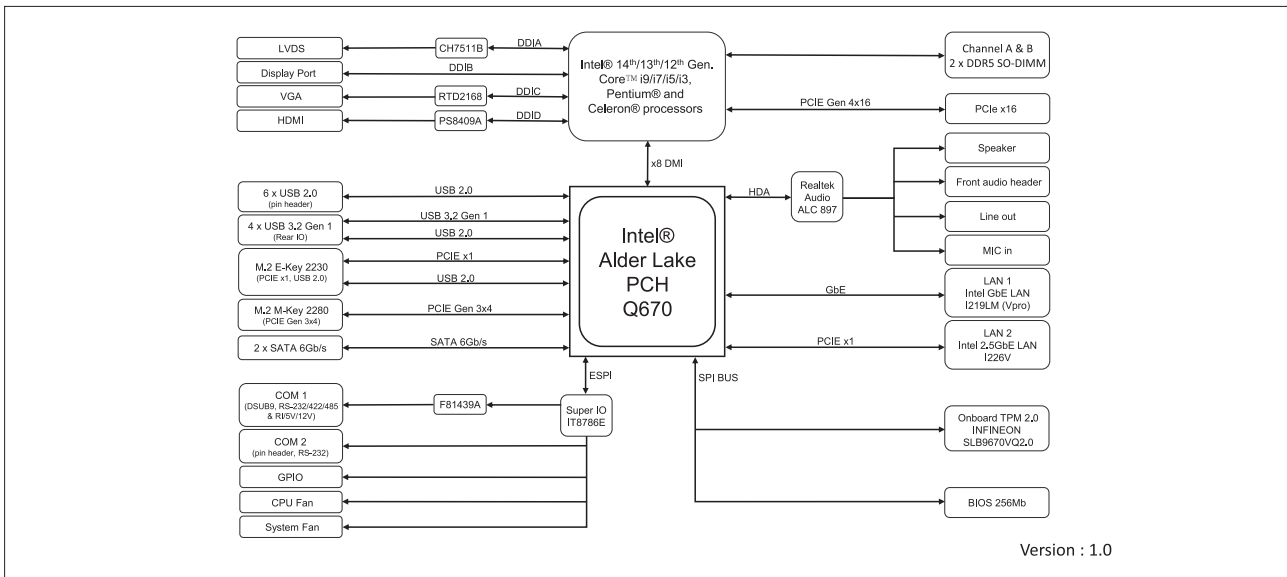 LVDS
CH7511B
DDIA
Display Port
DDIB
VGA
RTD2168
DDIC
HDMI
PS8409A
DDID
Intel® 14th/13th/12th Gen.
Core™ i9/i7/i5/i3,
Pentium® and
Celeron® processors
Channel A & B
2 x DDR5 SO-DIMM
PCIE Gen 4x16
PCIe x16
x8 DMI
6 x USB 2.0
(pin header)
USB 2.0
4 x USB 3.2 Gen 1
(Rear IO)
USB 3.2 Gen 1
USB 2.0
M.2 E-Key 2230
(PCIE x1, USB 2.0)
PCIE x1
USB 2.0
M.2 M-Key 2280
(PCIE Gen 3x4)
PCIE Gen 3x4
2 x SATA 6Gb/s
SATA 6Gb/s
Intel®
Alder Lake
PCH
Q670
HDA
Realtek
Audio
ALC 897
Speaker
Front audio header
Line out
MIC in
GbE
LAN 1
Intel GbE LAN
I219LM (Vpro)
PCIE x1
LAN 2
Intel 2.5GbE LAN
I226V
ESPI
SPI BUS
COM 1
(DSUB9, RS-232/422/485
& RI/5V/12V)
F81439A
Super IO
IT8786E
COM 2
(pin header, RS-232)
GPIO
CPU Fan
System Fan
Onboard TPM 2.0
INFINEON
SLB9670VQ2.0
BIOS 256Mb
Version : 1.0